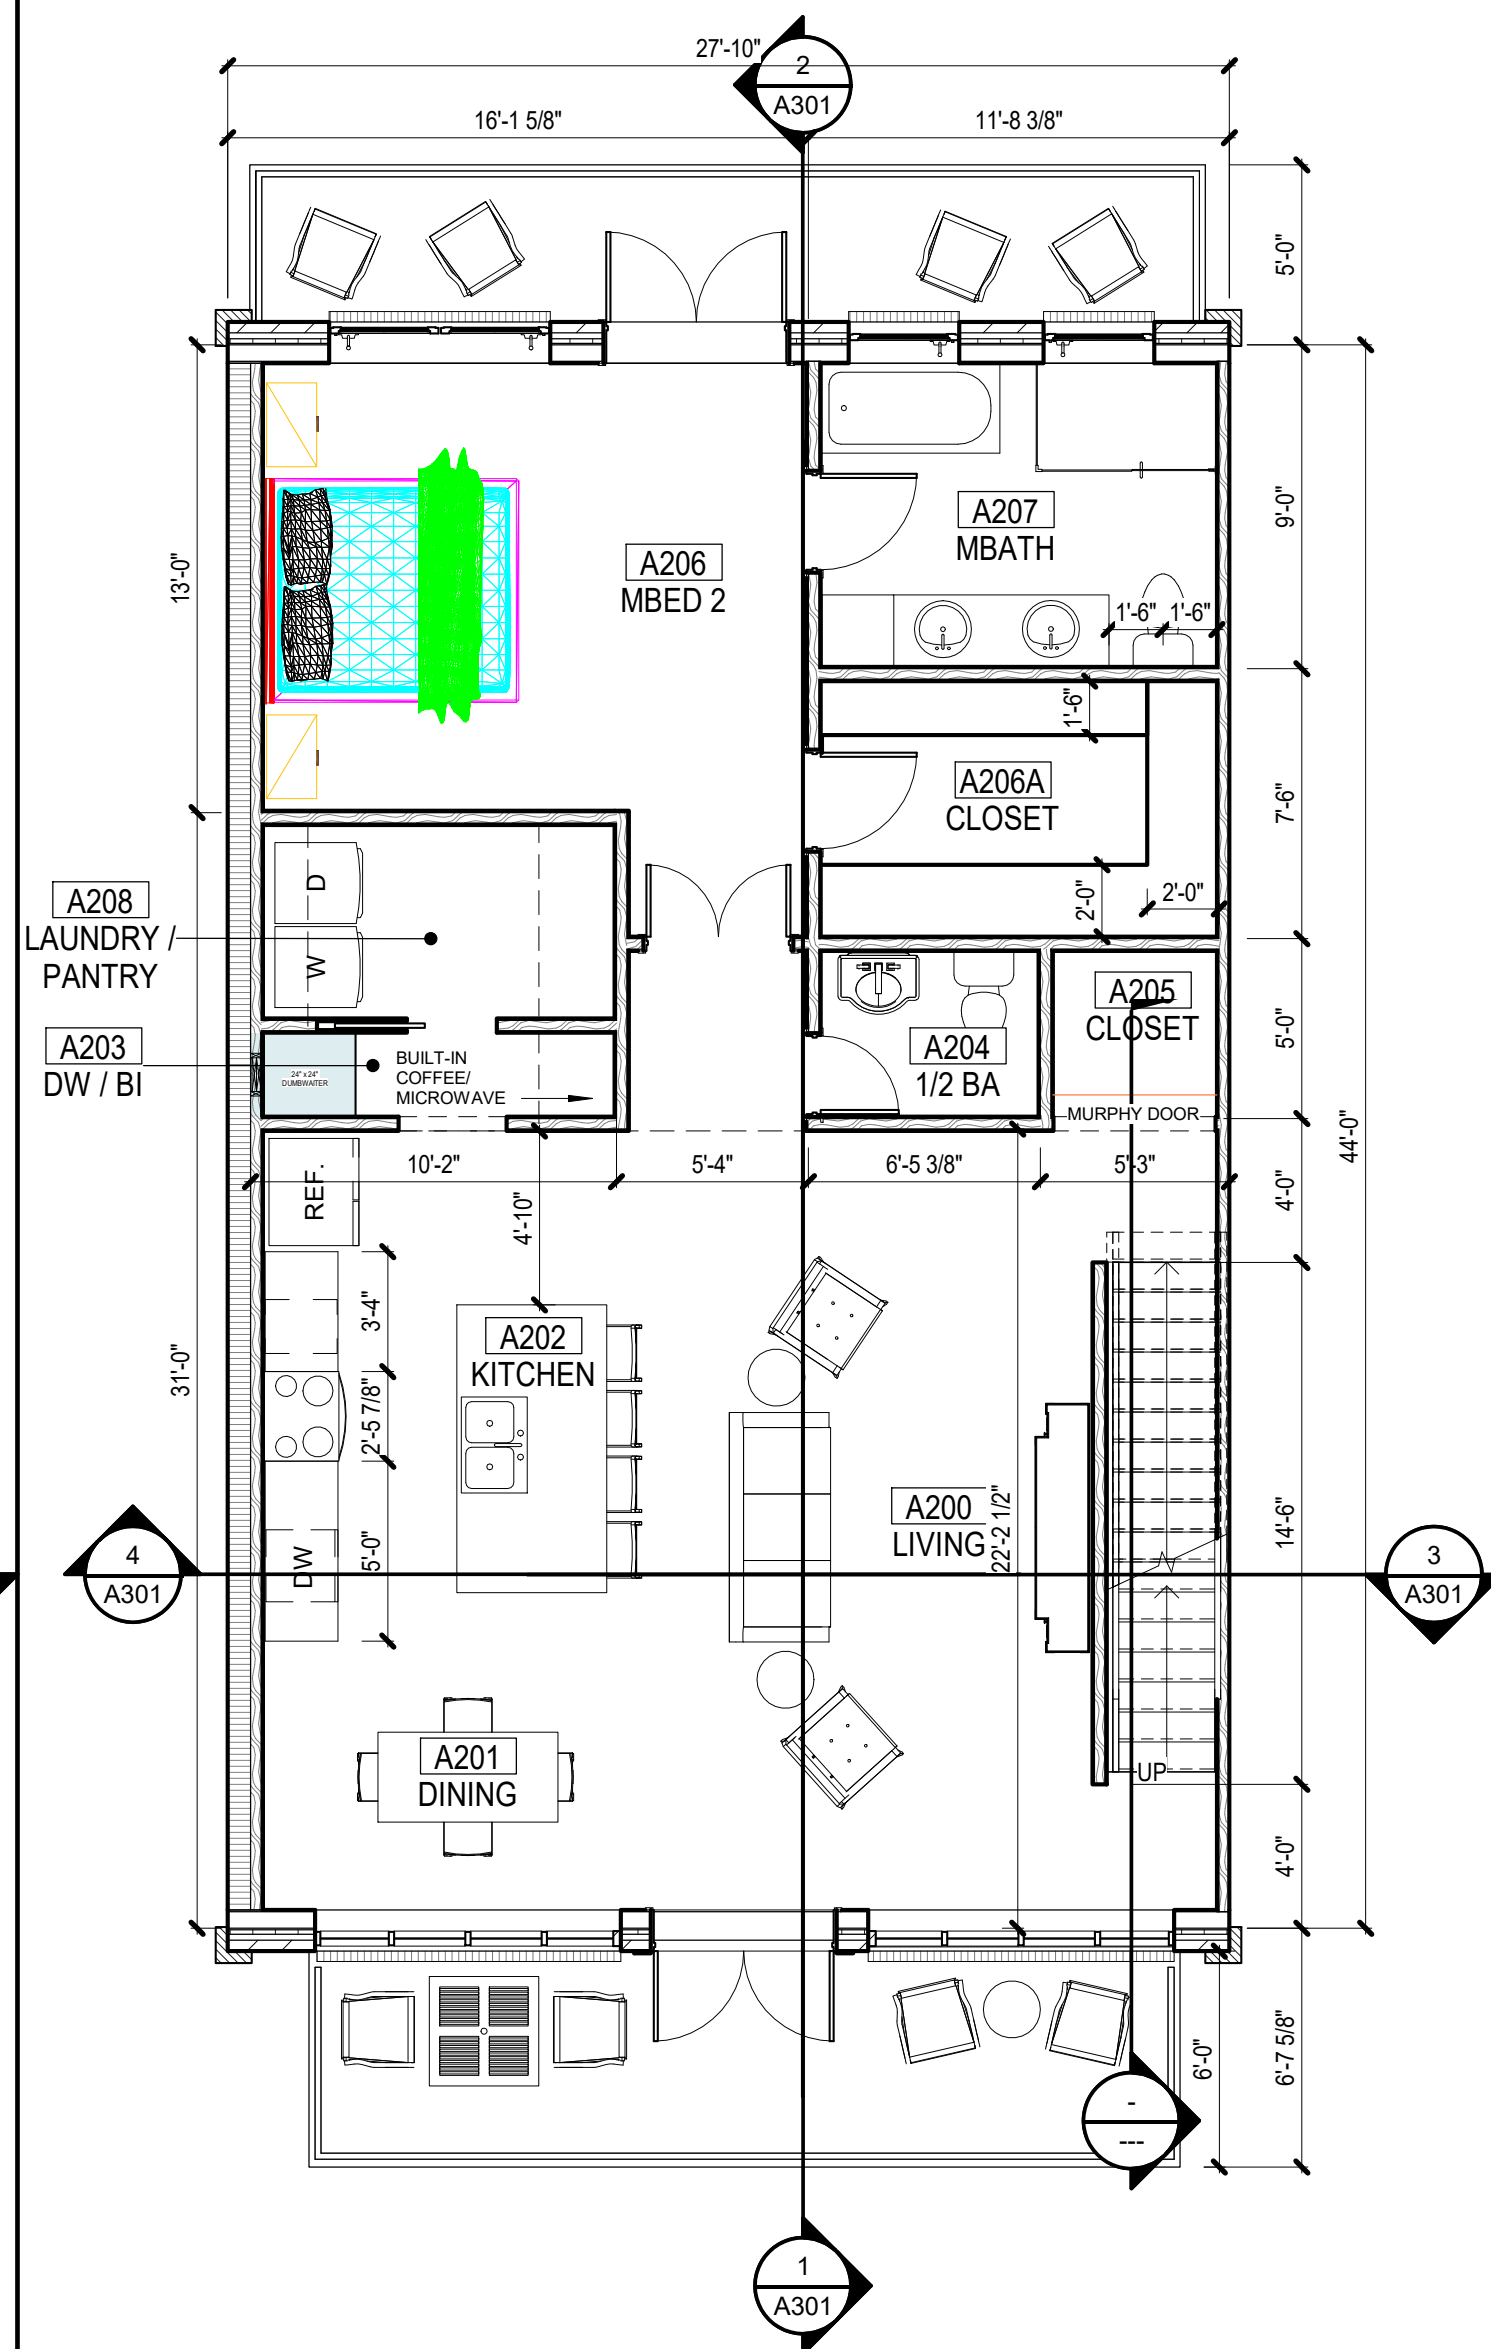 27'-10"
2
A301
16'-1 5/8"
11'-8 3/8"
5'-0"
9'-0"
13'-0"
A206
MBED 2
A207
MBATH
1'-6"
1'-6"
1'-6"
A206A
CLOSET
7'-6"
2'-0"
2'-0"
D
W
A208
LAUNDRY /
PANTRY
A203
DW / BI
24" x 24"
DUMBWAITER
BUILT-IN
COFFEE/
MICROWAVE
A204
1/2 BA
A205
CLOSET
5'-0"
MURPHY DOOR
44'-0"
10'-2"
5'-4"
6'-5 3/8"
5'-3"
4'-0"
REF.
4'-10"
3'-4"
31'-0"
A202
KITCHEN
2'-5 7/8"
A200
LIVING
22'-2 1/2"
14'-6"
DW
5'-0"
4
A301
3
A301
A201
DINING
UP
4'-0"
6'-0"
6'-7 5/8"
-
---
1
A301